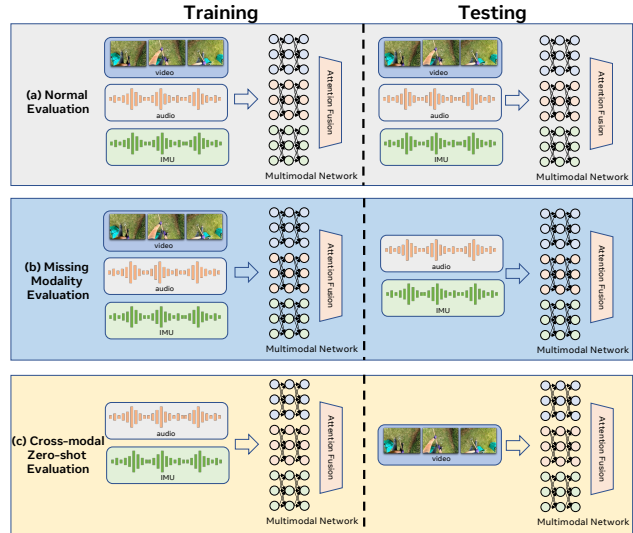 Training
Testing
(a) Normal
Evaluation
video
audio
IMU
Attention Fusion
Multimodal Network
video
audio
IMU
Attention Fusion
Multimodal Network
(b) Missing
Modality
Evaluation
video
audio
IMU
Attention Fusion
Multimodal Network
audio
IMU
Attention Fusion
Multimodal Network
(c) Cross-modal
Zero-shot
Evaluation
audio
IMU
Attention Fusion
Multimodal Network
video
Attention Fusion
Multimodal Network